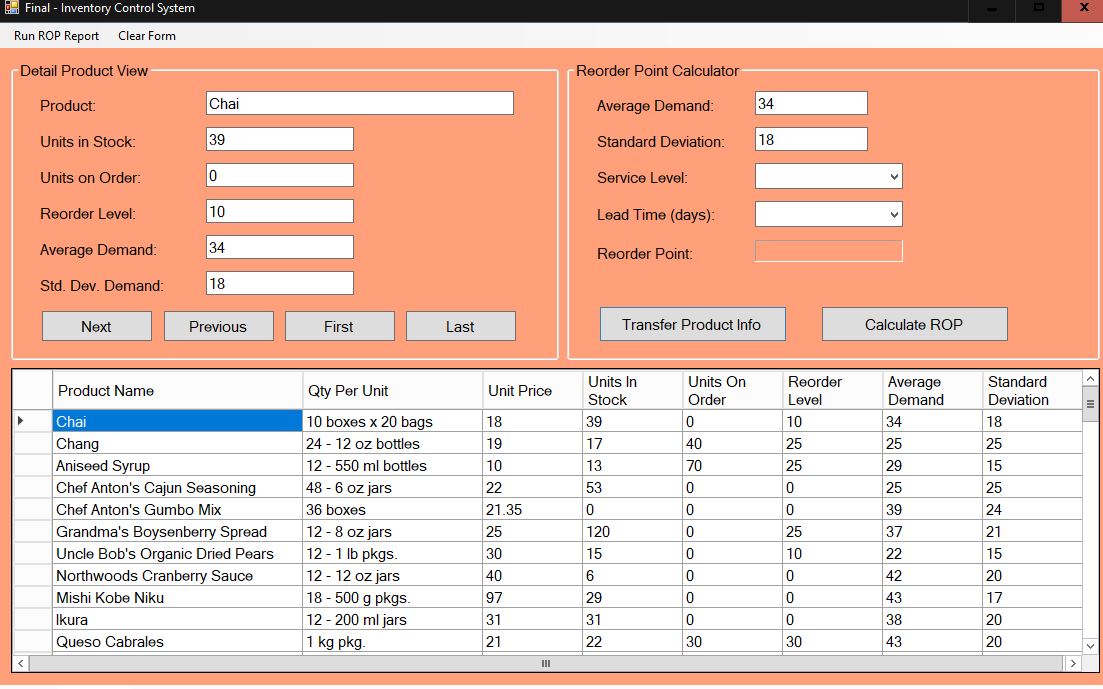 Final - Inventory Control System
Run ROP Report Clear Form
Detail Product View
Product: Chai
Units in Stock: 39
Units on Order: 0
Reorder Level: 10
Average Demand: 34
Std. Dev. Demand: 18
Next Previous First Last
Reorder Point Calculator
Average Demand: 34
Standard Deviation: 18
Service Level:
Lead Time (days):
Reorder Point:
Transfer Product Info Calculate ROP
Product Name Qty Per Unit Unit Price Units In Stock Units On Order Reorder Level Average Demand Standard Deviation
Chai 10 boxes x 20 bags 18 39 0 10 34 18
Chang 24 - 12 oz bottles 19 17 40 25 25 25
Aniseed Syrup 12 - 550 ml bottles 10 13 70 25 29 15
Chef Anton's Cajun Seasoning 48 - 6 oz jars 22 53 0 0 25 25
Chef Anton's Gumbo Mix 36 boxes 21.35 0 0 0 39 24
Grandma's Boysenberry Spread 12 - 8 oz jars 25 120 0 25 37 21
Uncle Bob's Organic Dried Pears 12 - 1 lb pkgs. 30 15 0 10 22 15
Northwoods Cranberry Sauce 12 - 12 oz jars 40 6 0 0 42 20
Mishi Kobe Niku 18 - 500 g pkgs. 97 29 0 0 43 17
Ikura 12 - 200 ml jars 31 31 0 0 38 20
Queso Cabrales 1 kg pkg. 21 22 30 30 43 20